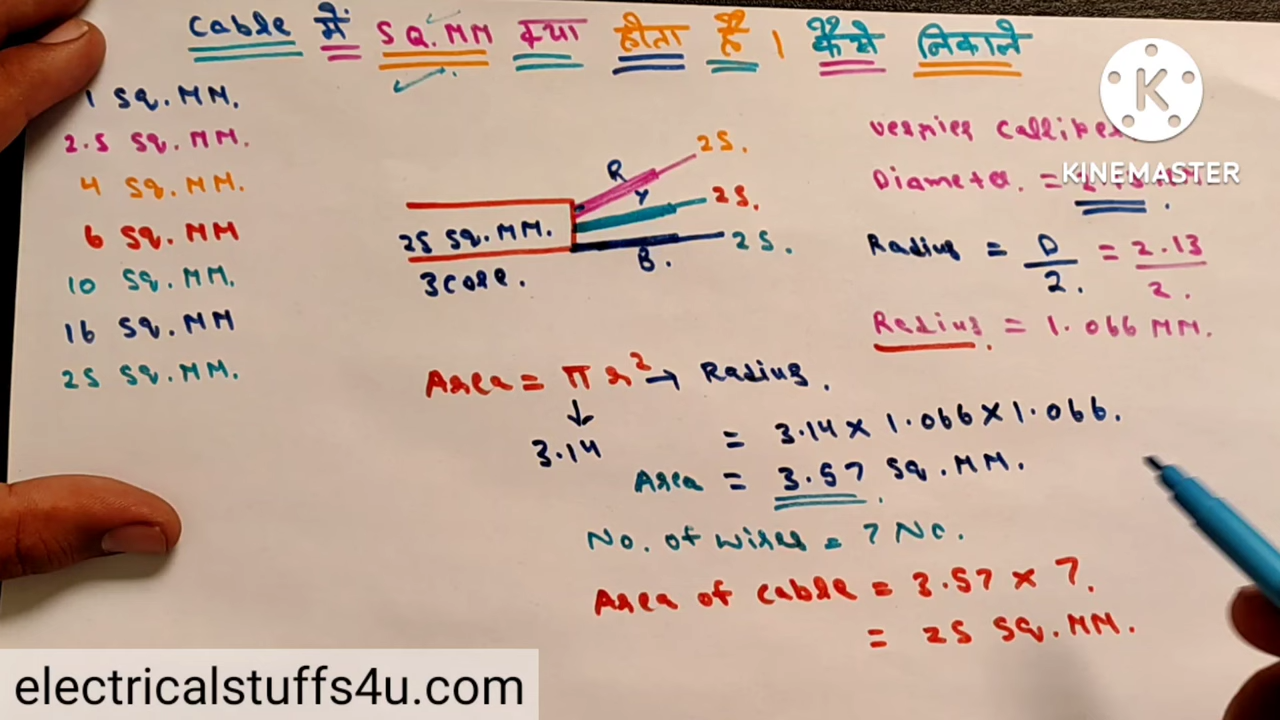 cable में SQ.MM क्या होता है । कैसे निकाले
1 Sq.MM.
2.5 Sq.MM.
4 Sq.MM.
6 Sq.MM
10 Sq.MM.
16 Sq.MM
25 Sq.MM.
R 25.
Y 25.
B. 25.
25 SQ.MM.
3core.
Vernier Calliper
Diameter. =
Radius = D/2. = 2.13/2.
Radius = 1.066 MM.
Area = π r² → Radius.
↓
3.14
= 3.14 × 1.066 × 1.066.
Area = 3.57 Sq.MM.
No. of wires = 7 No.
Area of cable = 3.57 × 7.
= 25 Sq.MM.
K
KINEMASTER
electricalstuffs4u.com